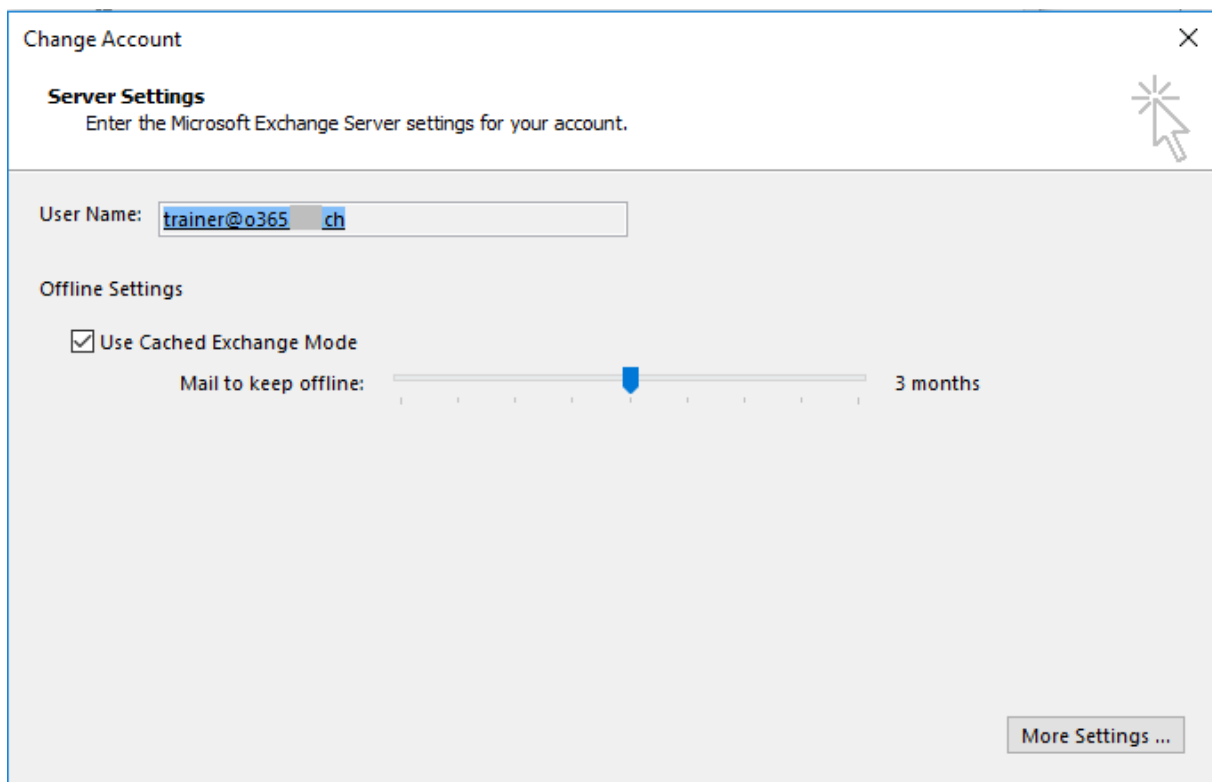 Change Account
Server Settings
Enter the Microsoft Exchange Server settings for your account.
User Name: trainer@o365 ch
Offline Settings
Use Cached Exchange Mode
Mail to keep offline: 3 months
More Settings ...